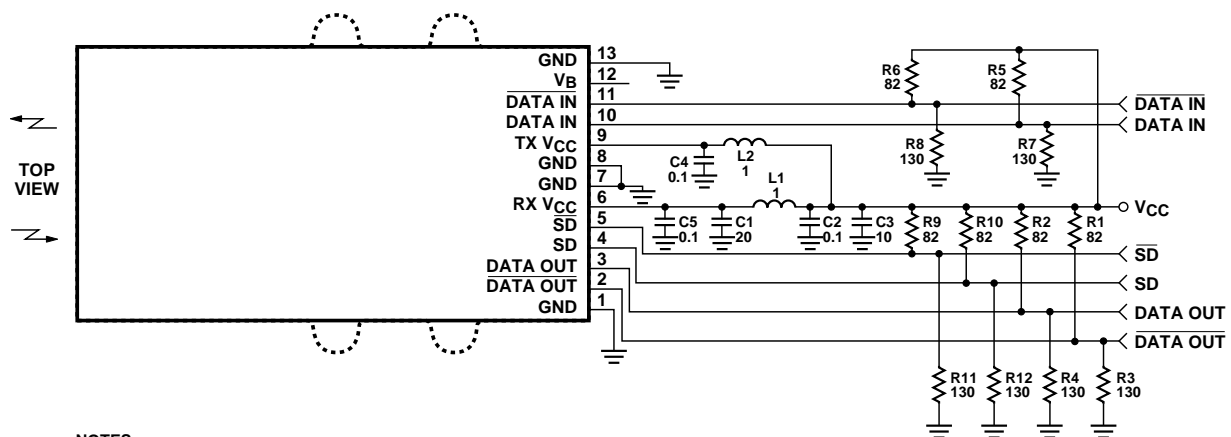 TOP
VIEW
GND 13
VB 12
DATA IN 11
DATA IN 10
TX VCC 9
GND 8
GND 7
RX VCC 6
SD 5
SD 4
DATA OUT 3
DATA OUT 2
GND 1
R6
82
R5
82
DATA IN
DATA IN
R8
130
R7
130
C4
0.1
L2
1
L1
1
C5
0.1
C1
20
C2
0.1
C3
10
R9
82
R10
82
R2
82
R1
82
VCC
SD
SD
DATA OUT
DATA OUT
R11
130
R12
130
R4
130
R3
130